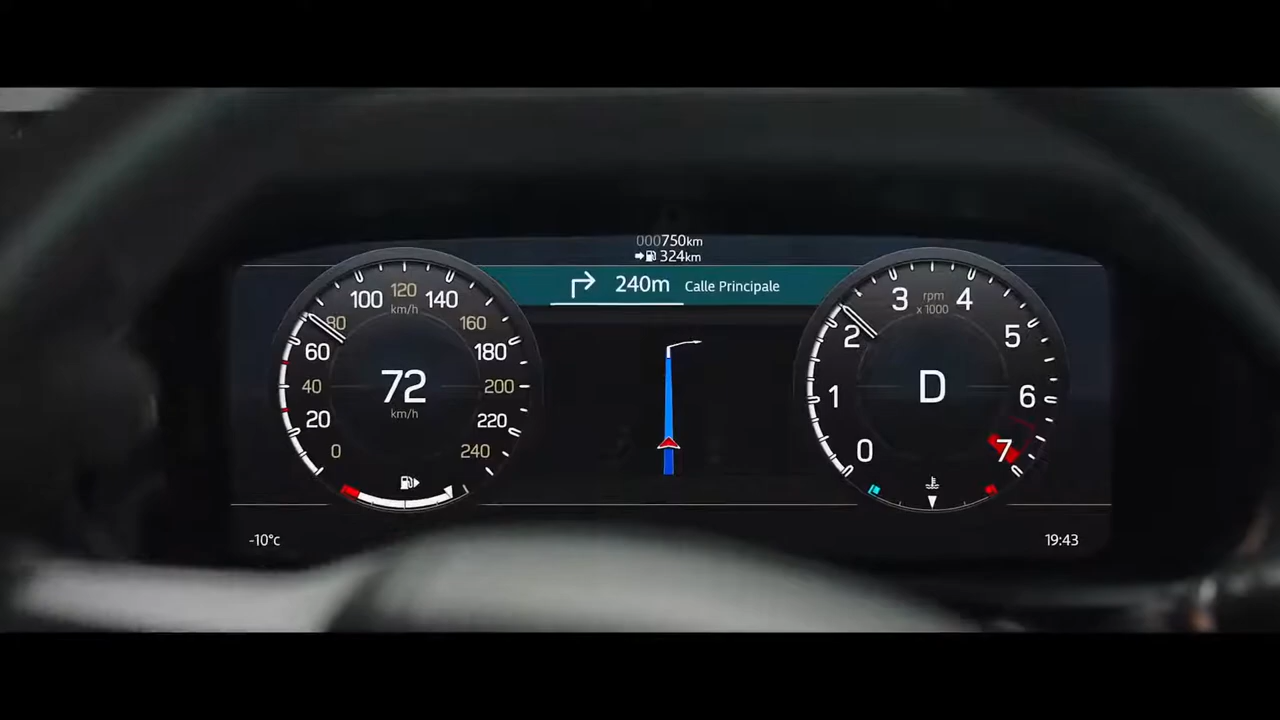 000750km
324km
240m Calle Principale
100 120 140
km/h
80 160
60 180
40 200
20 220
0 240
72
km/h
3 rpm 4
x 1000
2 5
1 6
0 7
D
-10°c
19:43